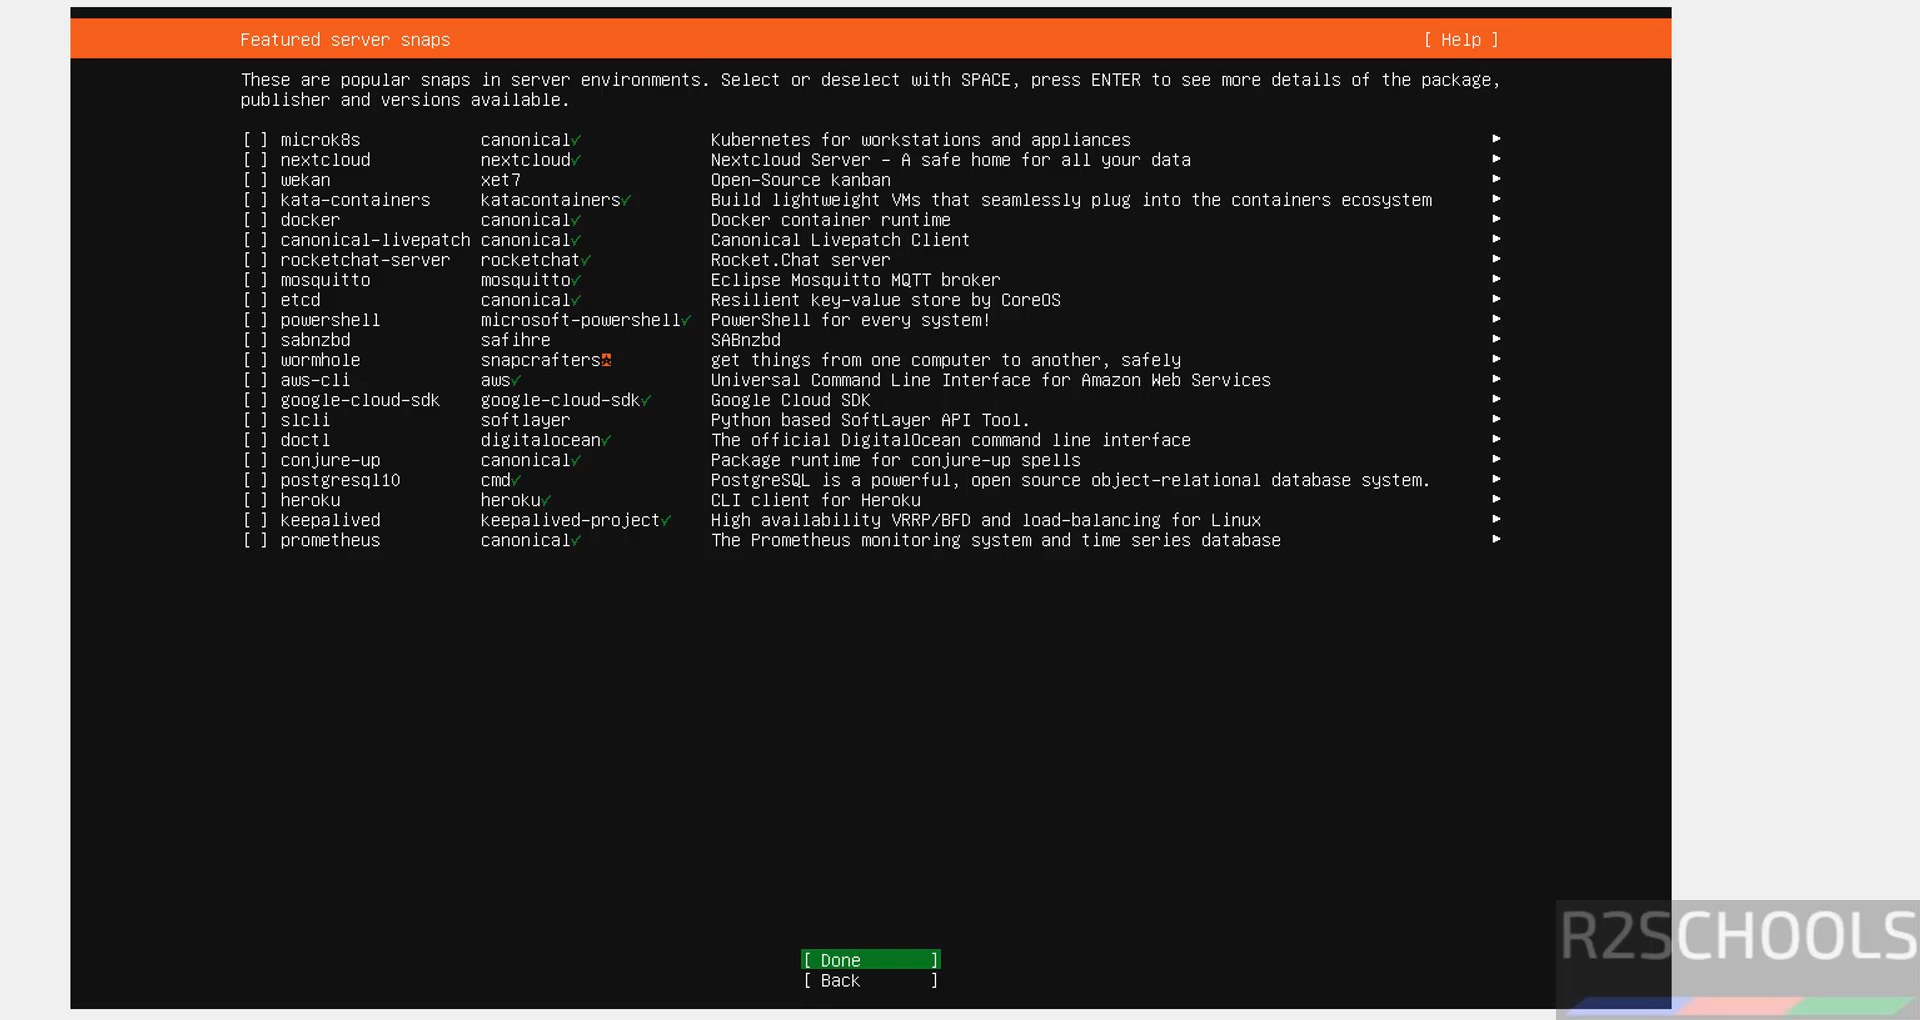 Featured server snaps [ Help ]
These are popular snaps in server environments. Select or deselect with SPACE, press ENTER to see more details of the package,
publisher and versions available.
[ ] microk8s canonical✓ Kubernetes for workstations and appliances ▶
[ ] nextcloud nextcloud✓ Nextcloud Server - A safe home for all your data ▶
[ ] wekan xet7 Open-Source kanban ▶
[ ] kata-containers katacontainers✓ Build lightweight VMs that seamlessly plug into the containers ecosystem ▶
[ ] docker canonical✓ Docker container runtime ▶
[ ] canonical-livepatch canonical✓ Canonical Livepatch Client ▶
[ ] rocketchat-server rocketchat✓ Rocket.Chat server ▶
[ ] mosquitto mosquitto✓ Eclipse Mosquitto MQTT broker ▶
[ ] etcd canonical✓ Resilient key-value store by CoreOS ▶
[ ] powershell microsoft-powershell✓ PowerShell for every system! ▶
[ ] sabnzbd safihre SABnzbd ▶
[ ] wormhole snapcrafters get things from one computer to another, safely ▶
[ ] aws-cli aws✓ Universal Command Line Interface for Amazon Web Services ▶
[ ] google-cloud-sdk google-cloud-sdk✓ Google Cloud SDK ▶
[ ] slcli softlayer Python based SoftLayer API Tool. ▶
[ ] doctl digitalocean✓ The official DigitalOcean command line interface ▶
[ ] conjure-up canonical✓ Package runtime for conjure-up spells ▶
[ ] postgresql10 cmd✓ PostgreSQL is a powerful, open source object-relational database system. ▶
[ ] heroku heroku✓ CLI client for Heroku ▶
[ ] keepalived keepalived-project✓ High availability VRRP/BFD and load-balancing for Linux ▶
[ ] prometheus canonical✓ The Prometheus monitoring system and time series database ▶
[ Done ]
[ Back ]
R2SCHOOLS